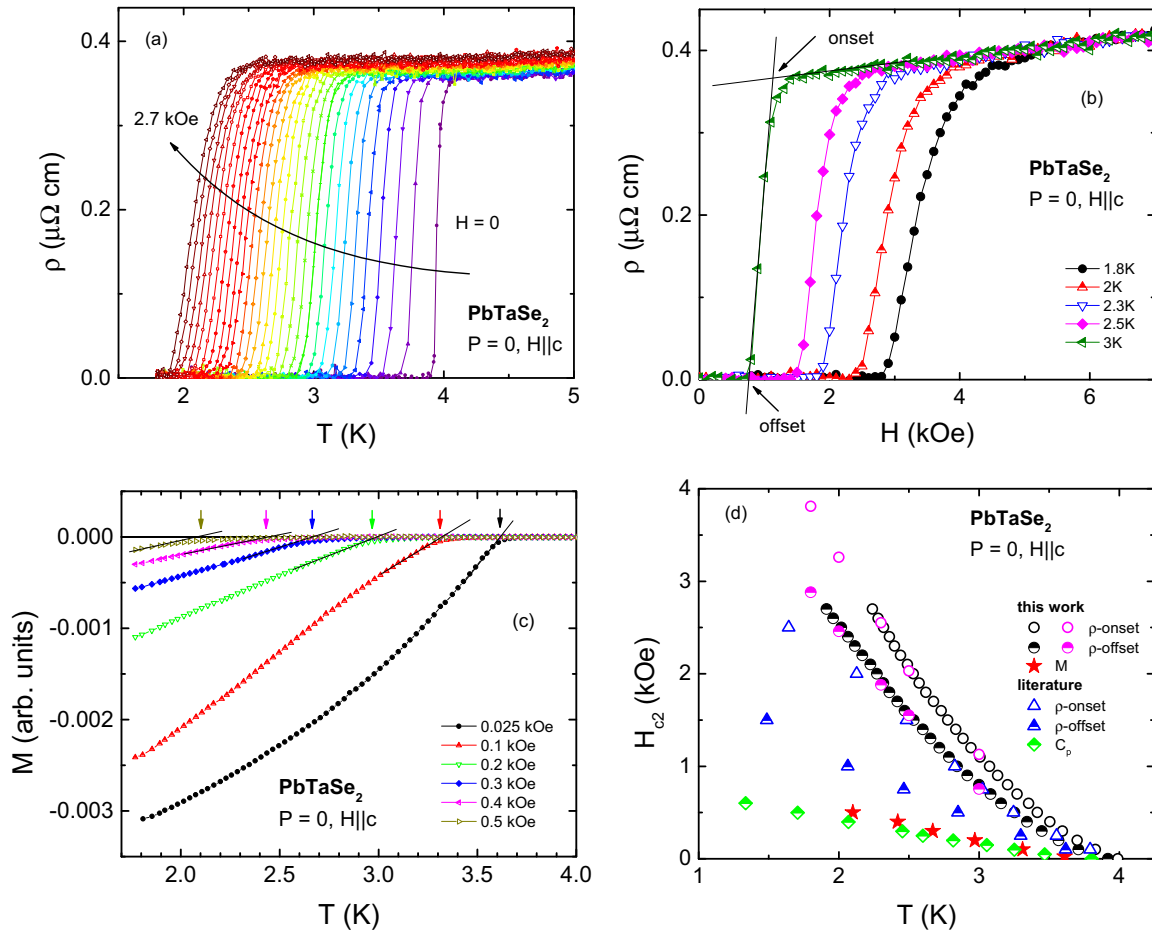 (a)
2.7 kOe
H = 0
PbTaSe2
P = 0, H||c
ρ (μΩ cm)
0.4
0.2
0.0
2
3
4
5
T (K)
onset
(b)
PbTaSe2
P = 0, H||c
1.8K
2K
2.3K
2.5K
3K
offset
ρ (μΩ cm)
0.4
0.2
0.0
0
2
4
6
H (kOe)
(c)
0.025 kOe
0.1 kOe
0.2 kOe
0.3 kOe
0.4 kOe
0.5 kOe
PbTaSe2
P = 0, H||c
M (arb. units)
0.000
-0.001
-0.002
-0.003
2.0
2.5
3.0
3.5
4.0
T (K)
(d)
PbTaSe2
P = 0, H||c
this work
ρ-onset
ρ-offset
M
literature
ρ-onset
ρ-offset
Cp
Hc2 (kOe)
4
3
2
1
0
1
2
3
4
T (K)